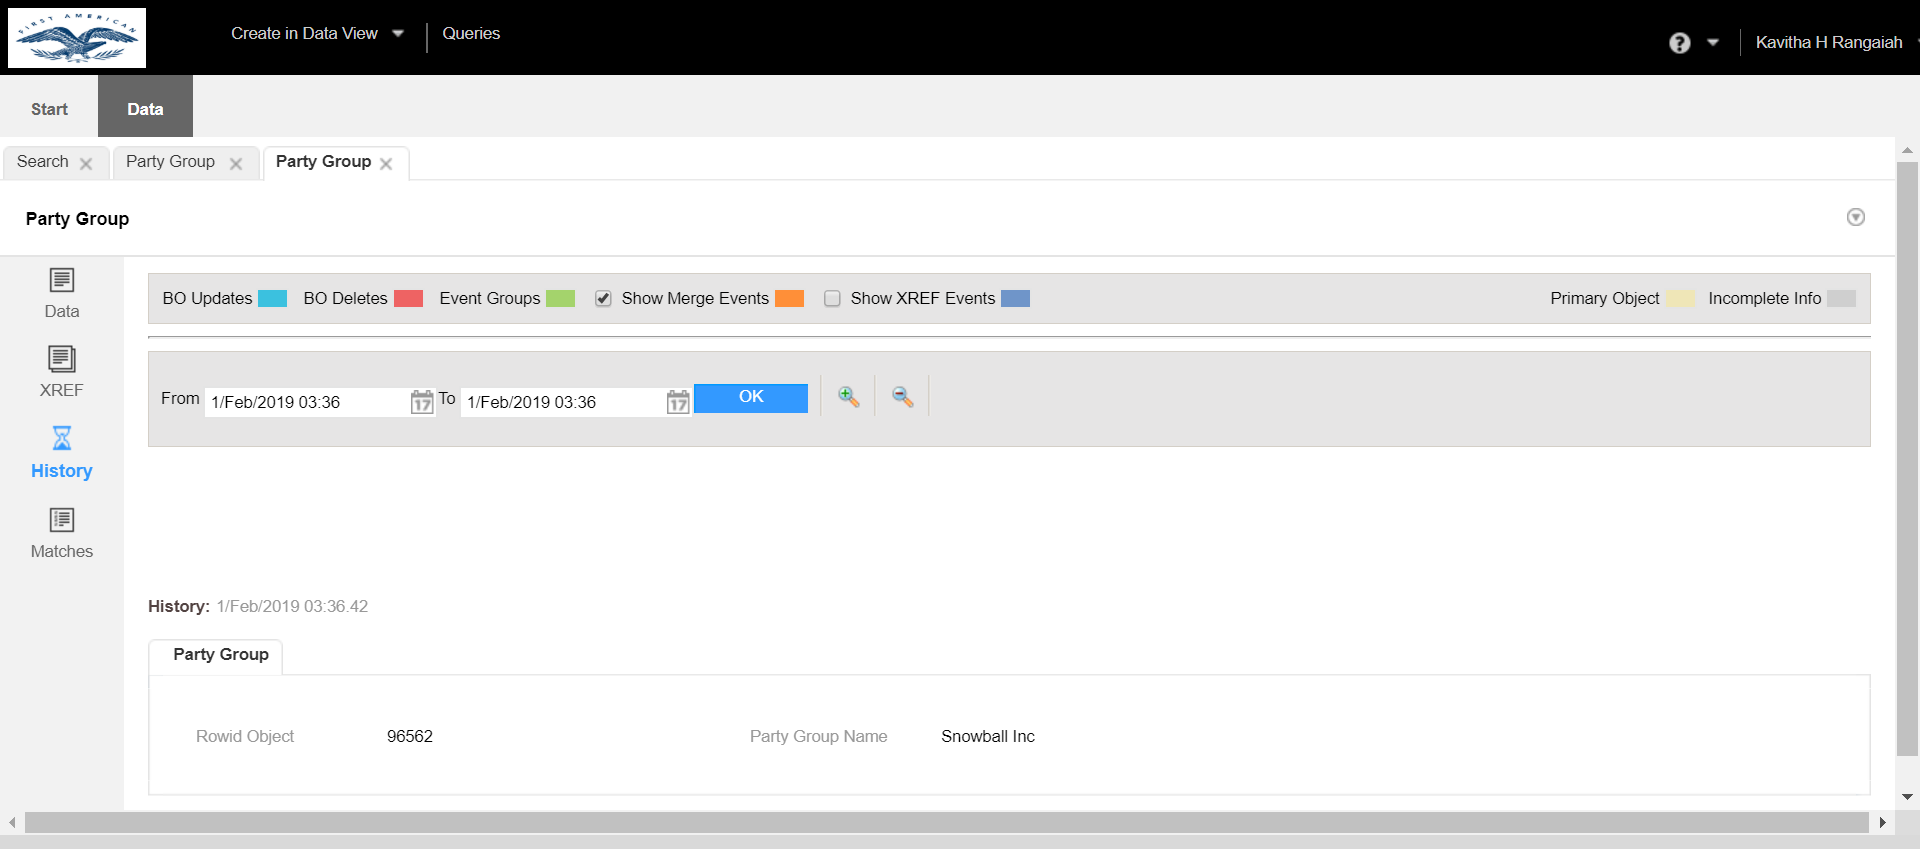 FIRST AMERICAN
Create in Data View
Queries
?
Kavitha H Rangaiah
Start
Data
Search
Party Group
Party Group
Party Group
Data
XREF
History
Matches
BO Updates
BO Deletes
Event Groups
Show Merge Events
Show XREF Events
Primary Object
Incomplete Info
From
1/Feb/2019 03:36
17
To
1/Feb/2019 03:36
17
OK
History: 1/Feb/2019 03:36.42
Party Group
Rowid Object
96562
Party Group Name
Snowball Inc